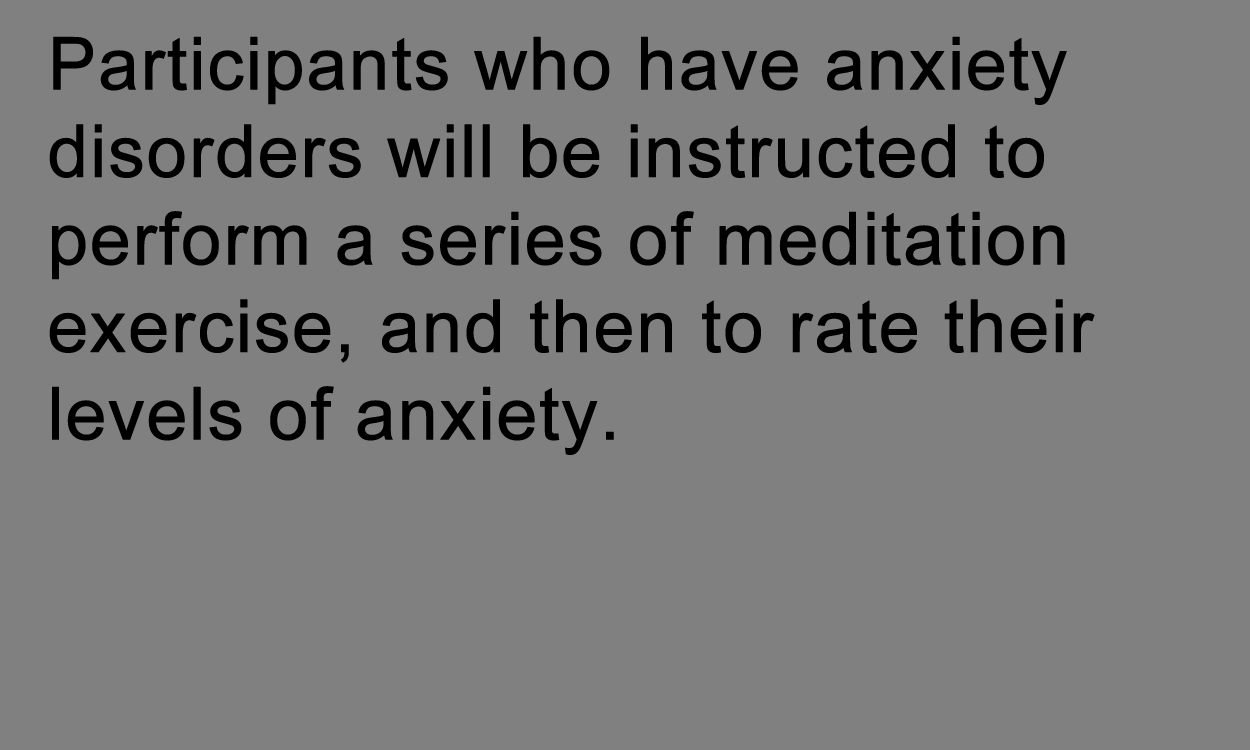 Participants who have anxiety
disorders will be instructed to
perform a series of meditation
exercise, and then to rate their
levels of anxiety.